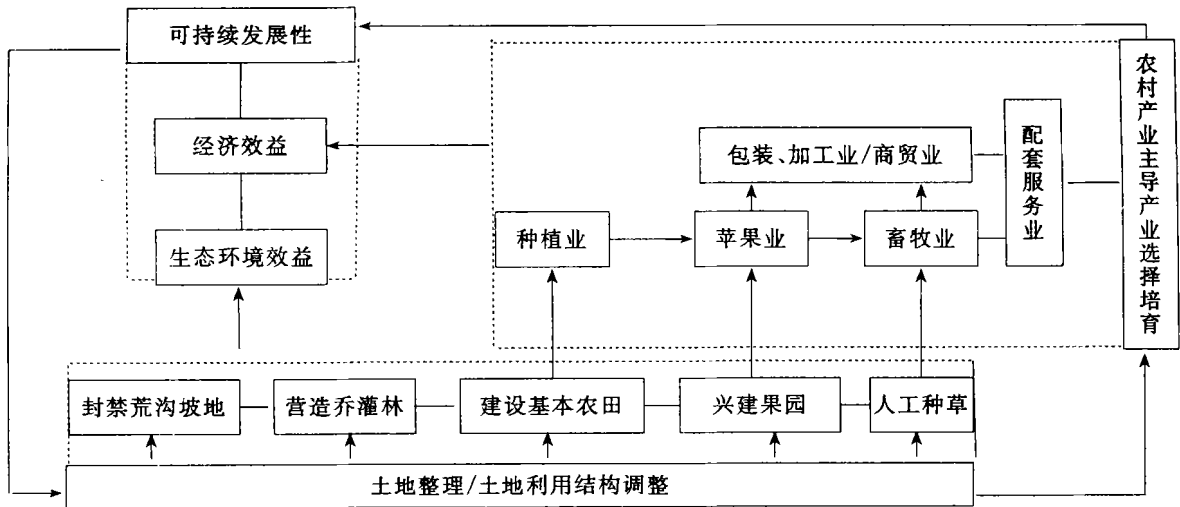 可持续发展性
经济效益
生态环境效益
包装、加工业/商贸业
配套服务业
农村产业主导产业选择培育
种植业
苹果业
畜牧业
封禁荒沟坡地
营造乔灌林
建设基本农田
兴建果园
人工种草
土地整理/土地利用结构调整